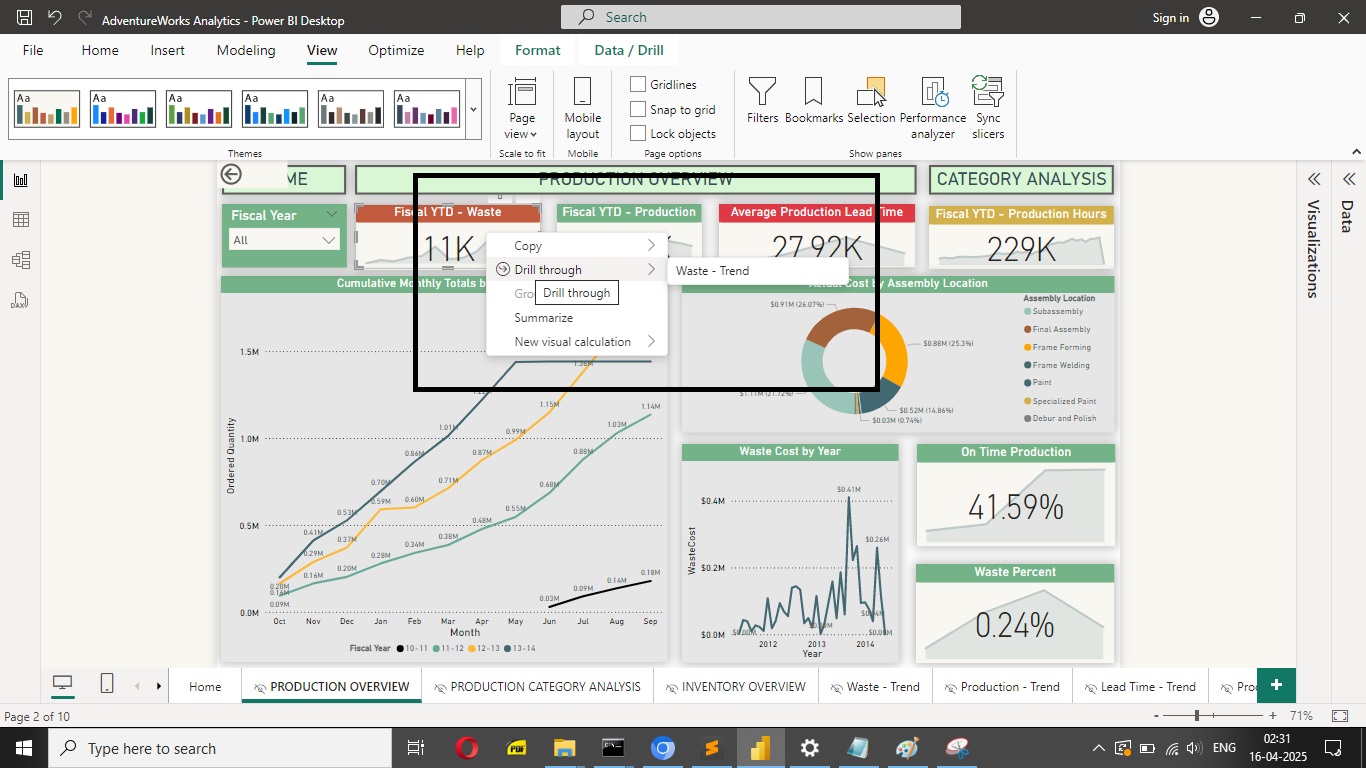 AdventureWorks Analytics - Power BI Desktop
Search
Sign in
File
Home
Insert
Modeling
View
Optimize
Help
Format
Data / Drill
Aa
Aa
Aa
Aa
Aa
Aa
Page
view
Mobile
layout
Gridlines
Snap to grid
Lock objects
Filters
Bookmarks
Selection
Performance
analyzer
Sync
slicers
Themes
Scale to fit
Mobile
Page options
Show panes
ME
PRODUCTION OVERVIEW
CATEGORY ANALYSIS
Fiscal Year
All
Fiscal YTD - Waste
11K
Fiscal YTD - Production
Average Production Lead Time
27.92K
Fiscal YTD - Production Hours
229K
Copy
Drill through
Waste - Trend
Gro
Drill through
Summarize
New visual calculation
Cumulative Monthly Totals b
Ordered Quantity
1.5M
1.0M
0.5M
0.0M
0.20M
0.41M
0.53M
0.70M
0.86M
1.01M
0.29M
0.37M
0.59M
0.60M
0.71M
0.87M
0.99M
1.15M
1.38M
0.09M
0.16M
0.20M
0.28M
0.34M
0.38M
0.48M
0.55M
0.68M
0.88M
1.03M
1.14M
0.03M
0.09M
0.14M
0.18M
Oct Nov Dec Jan Feb Mar Apr May Jun Jul Aug Sep
Month
Fiscal Year 10-11 11-12 12-13 13-14
Actual Cost by Assembly Location
$0.91M (26.07%)
$0.88M (25.3%)
$0.52M (14.86%)
$0.03M (0.74%)
$1.11M (31.72%)
Assembly Location
Subassembly
Final Assembly
Frame Forming
Frame Welding
Paint
Specialized Paint
Debur and Polish
Waste Cost by Year
WasteCost
$0.4M
$0.2M
$0.0M
$0.41M
$0.26M
2012 2013 2014
Year
On Time Production
41.59%
Waste Percent
0.24%
Visualizations
Data
Home
PRODUCTION OVERVIEW
PRODUCTION CATEGORY ANALYSIS
INVENTORY OVERVIEW
Waste - Trend
Production - Trend
Lead Time - Trend
Proc
Page 2 of 10
71%
Type here to search
PDF
ENG
02:31
16-04-2025